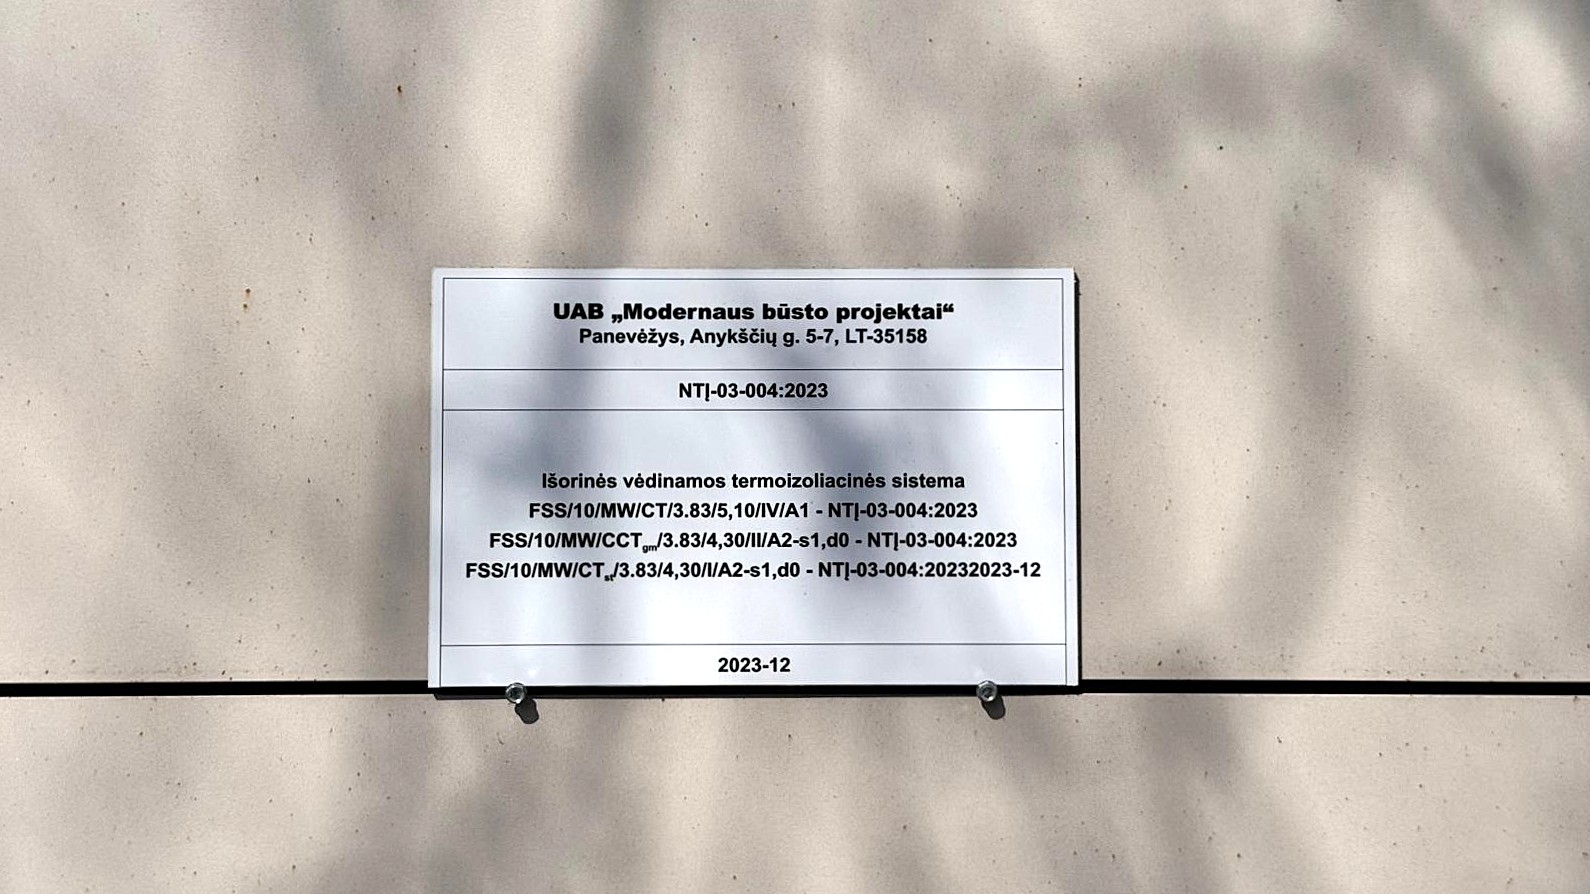 UAB „Modernaus būsto projektai“
Panevėžys, Anykščių g. 5-7, LT-35158
NTĮ-03-004:2023
Išorinės vėdinamos termoizoliacinės sistema
FSS/10/MW/CT/3.83/5,10/IV/A1 - NTĮ-03-004:2023
FSS/10/MW/CCTgm/3.83/4,30/II/A2-s1,d0 - NTĮ-03-004:2023
FSS/10/MW/CTst/3.83/4,30/I/A2-s1,d0 - NTĮ-03-004:20232023-12
2023-12